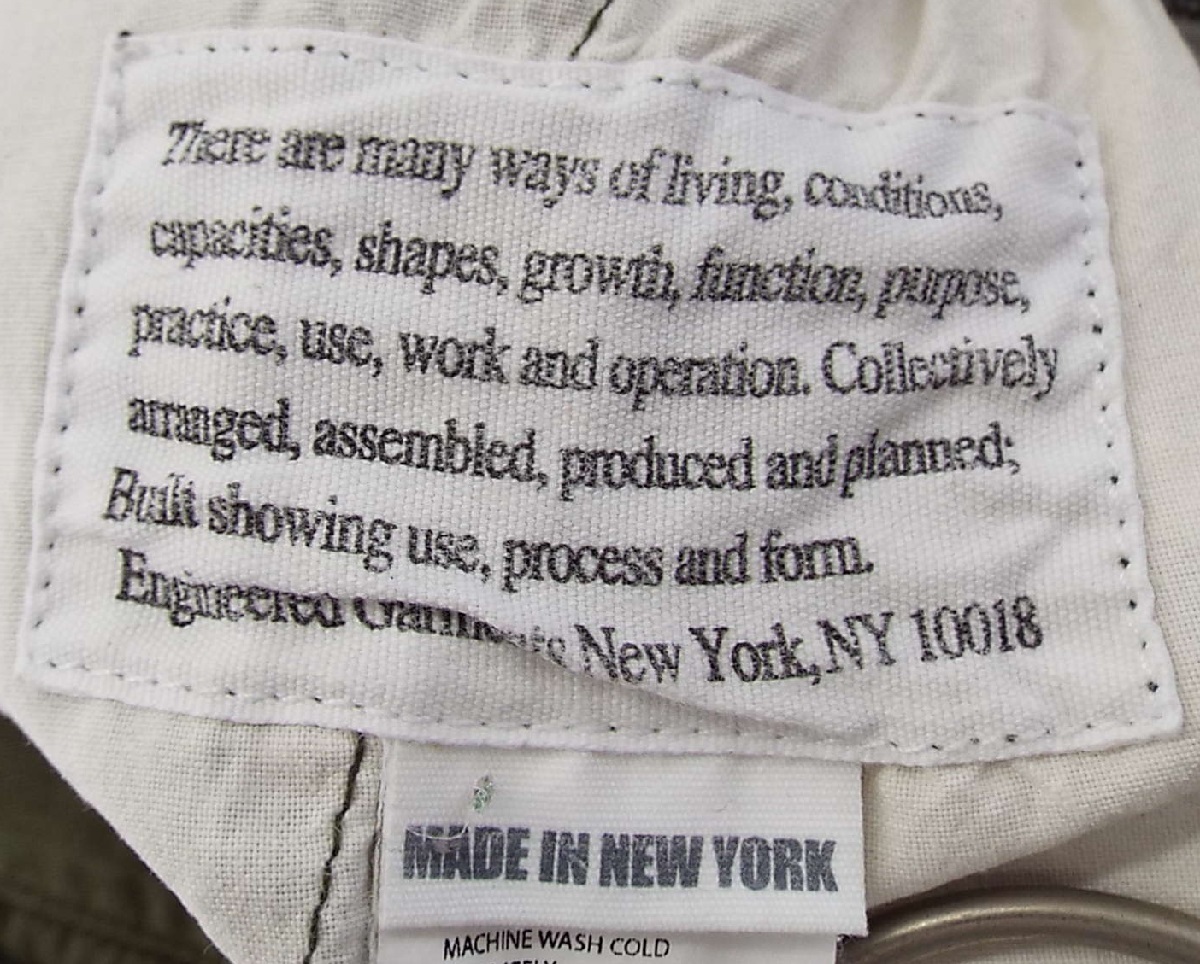 There are many ways of living, conditions,
capacities, shapes, growth, function, purpose,
practice, use, work and operation. Collectively
arranged, assembled, produced and planned;
Built showing use, process and form.
Engineered Garments New York, NY 10018
MADE IN NEW YORK
MACHINE WASH COLD